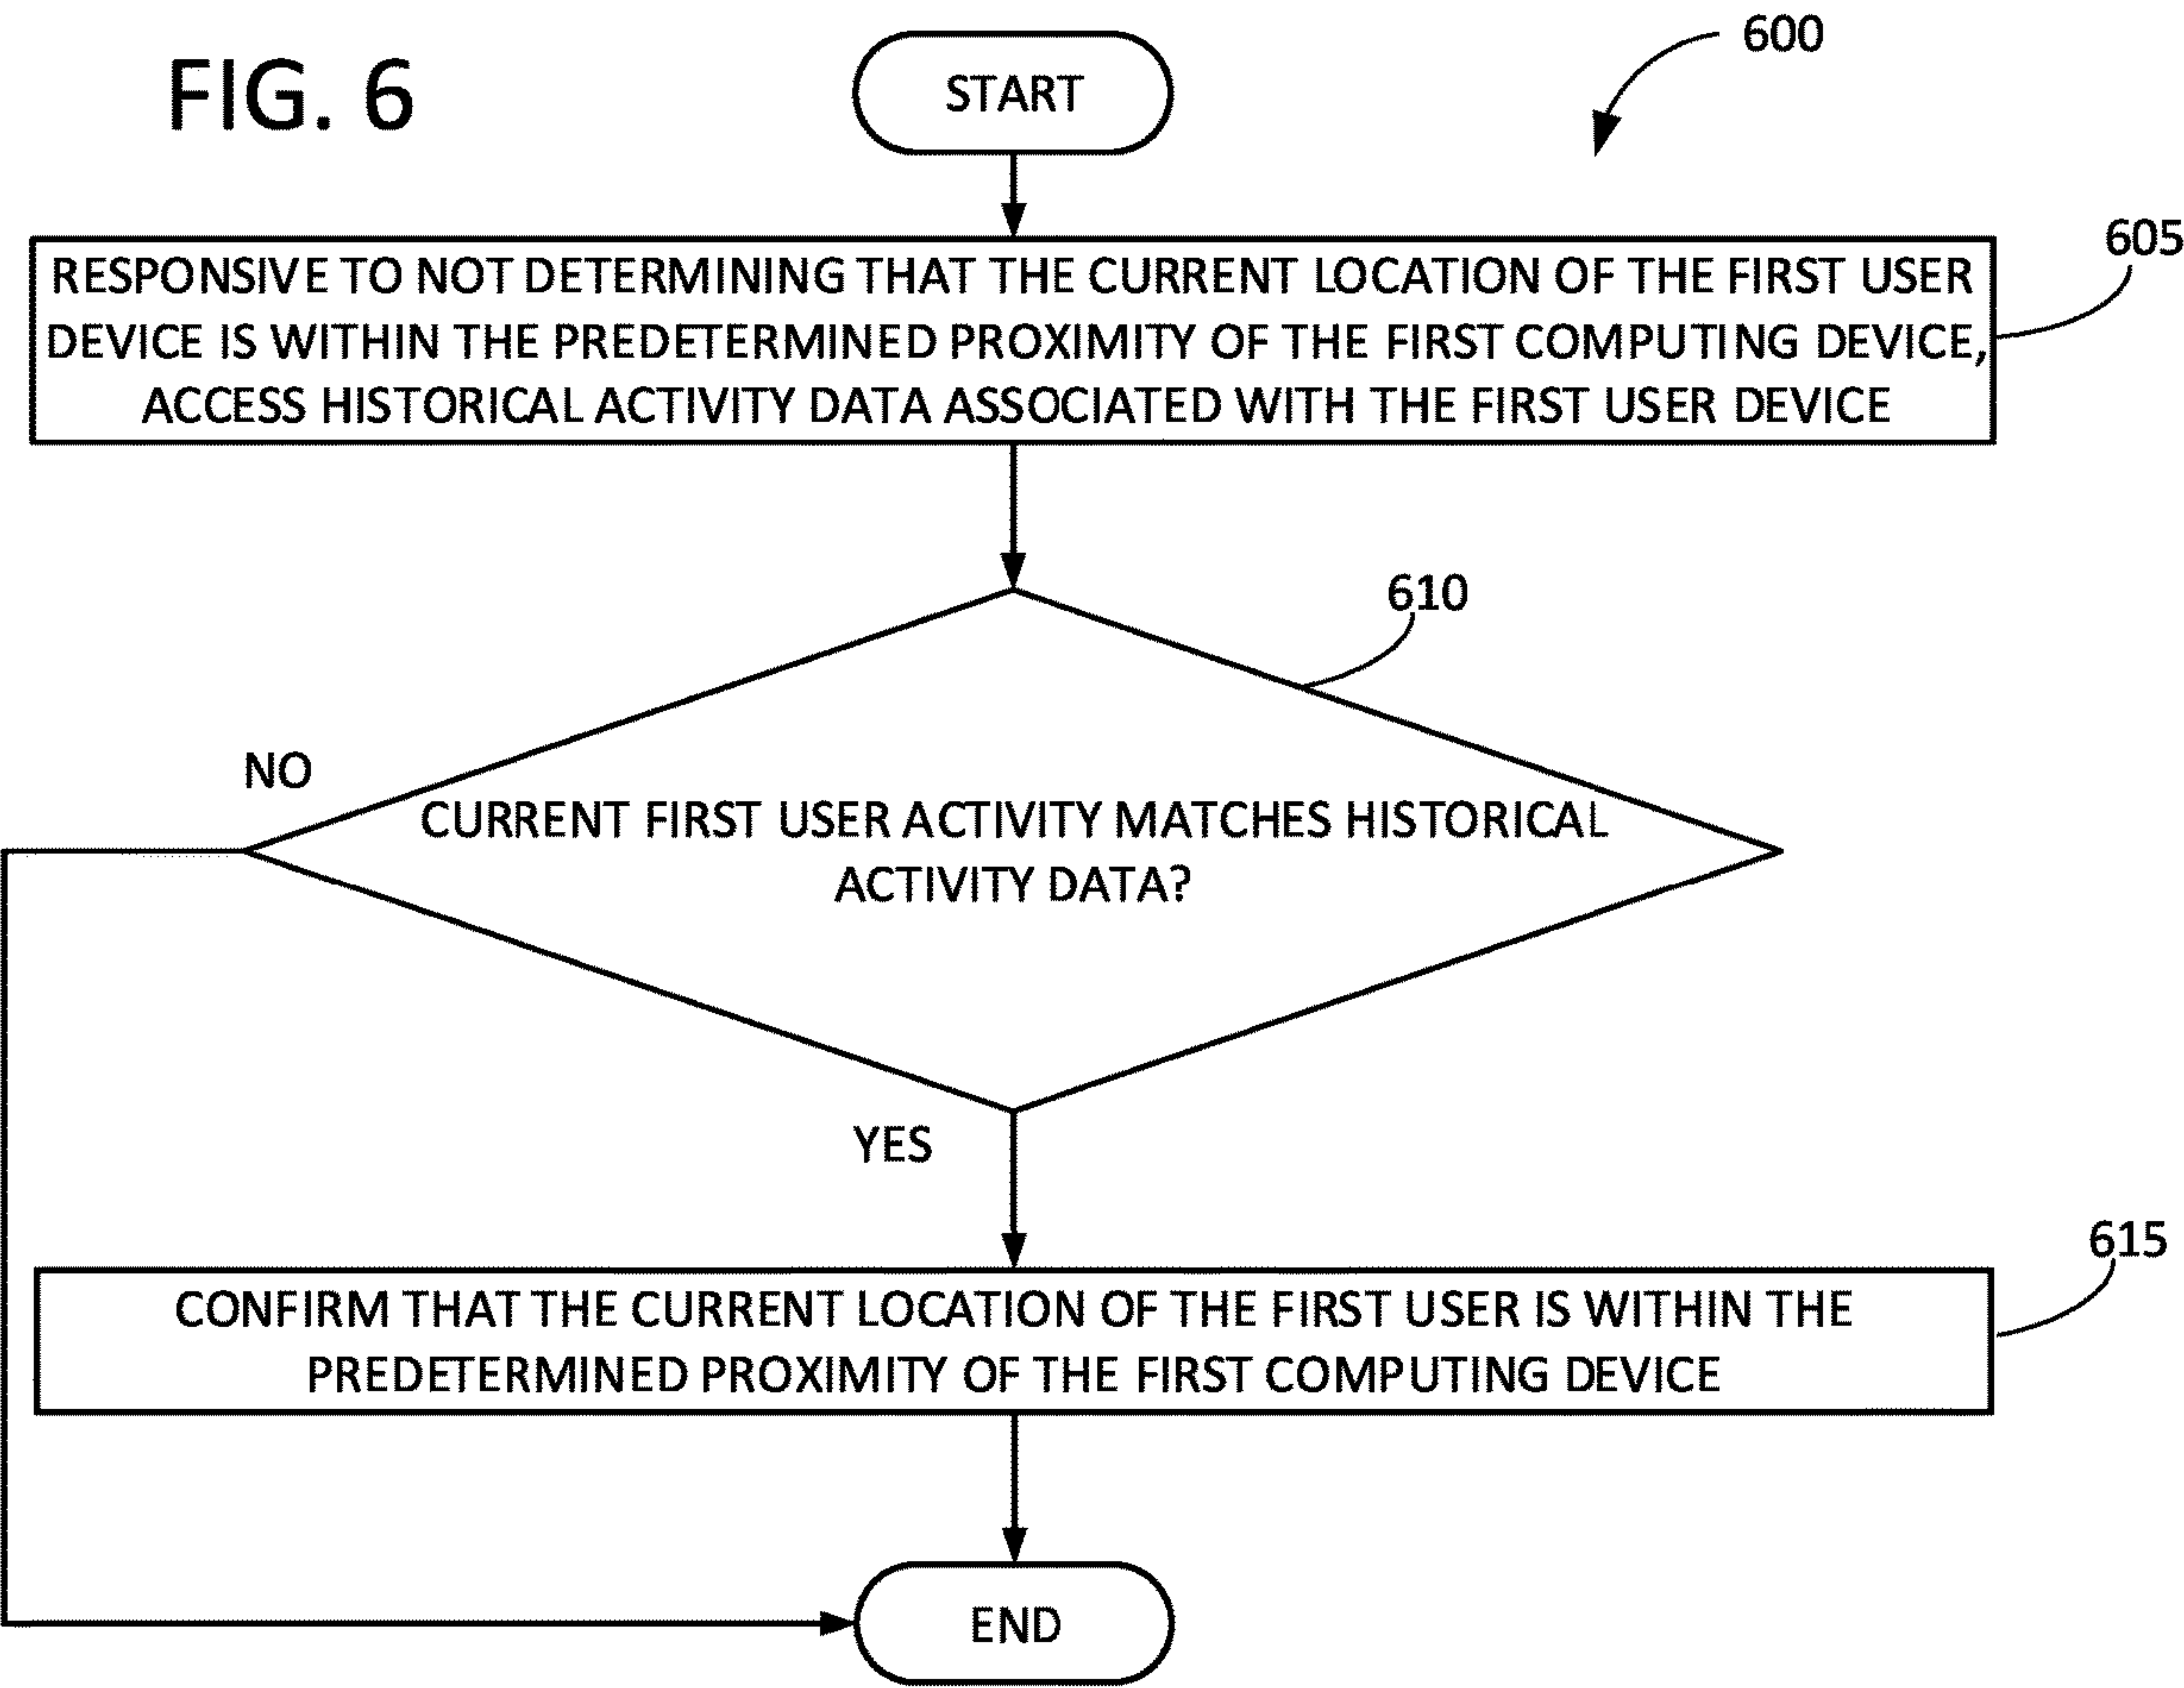 FIG. 6
START
600
605
RESPONSIVE TO NOT DETERMINING THAT THE CURRENT LOCATION OF THE FIRST USER
DEVICE IS WITHIN THE PREDETERMINED PROXIMITY OF THE FIRST COMPUTING DEVICE,
ACCESS HISTORICAL ACTIVITY DATA ASSOCIATED WITH THE FIRST USER DEVICE
610
NO
CURRENT FIRST USER ACTIVITY MATCHES HISTORICAL
ACTIVITY DATA?
YES
615
CONFIRM THAT THE CURRENT LOCATION OF THE FIRST USER IS WITHIN THE
PREDETERMINED PROXIMITY OF THE FIRST COMPUTING DEVICE
END